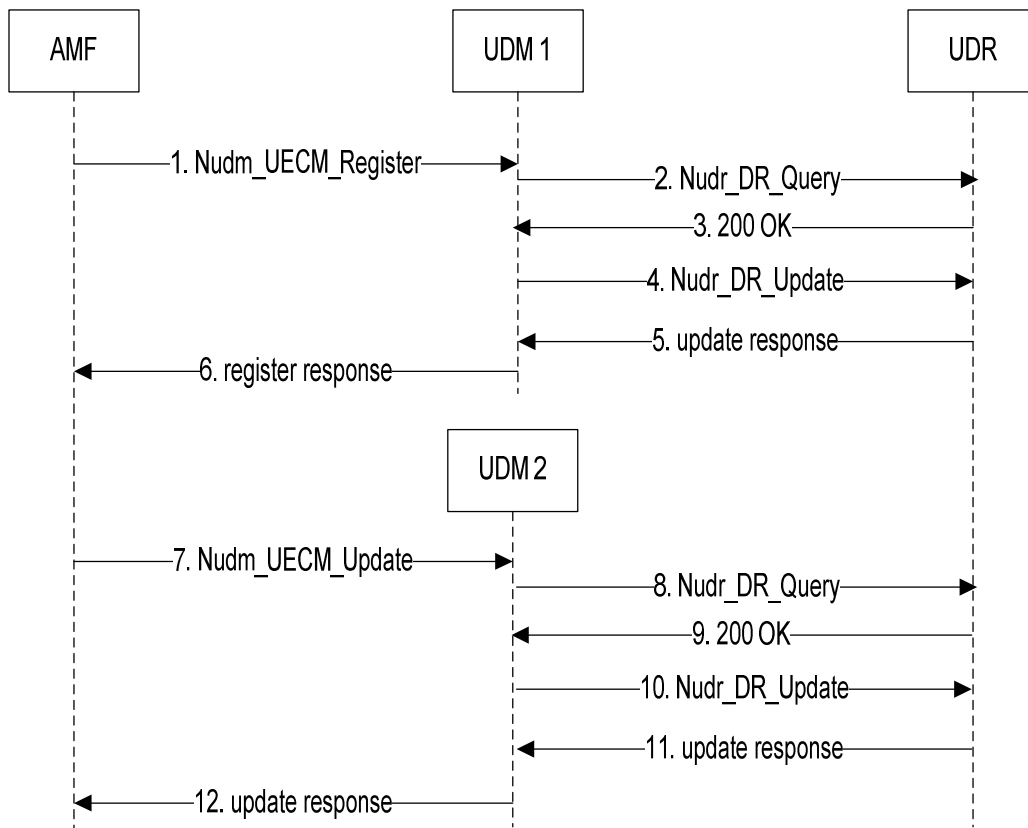 AMF
UDM 1
UDR
1. Nudm_UECM_Register
2. Nudr_DR_Query
3. 200 OK
4. Nudr_DR_Update
5. update response
6. register response
UDM 2
7. Nudm_UECM_Update
8. Nudr_DR_Query
9. 200 OK
10. Nudr_DR_Update
11. update response
12. update response